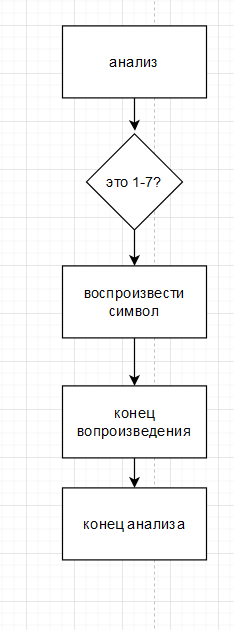 анализ
это 1-7?
воспроизвести
символ
конец
вопроизведения
конец анализа